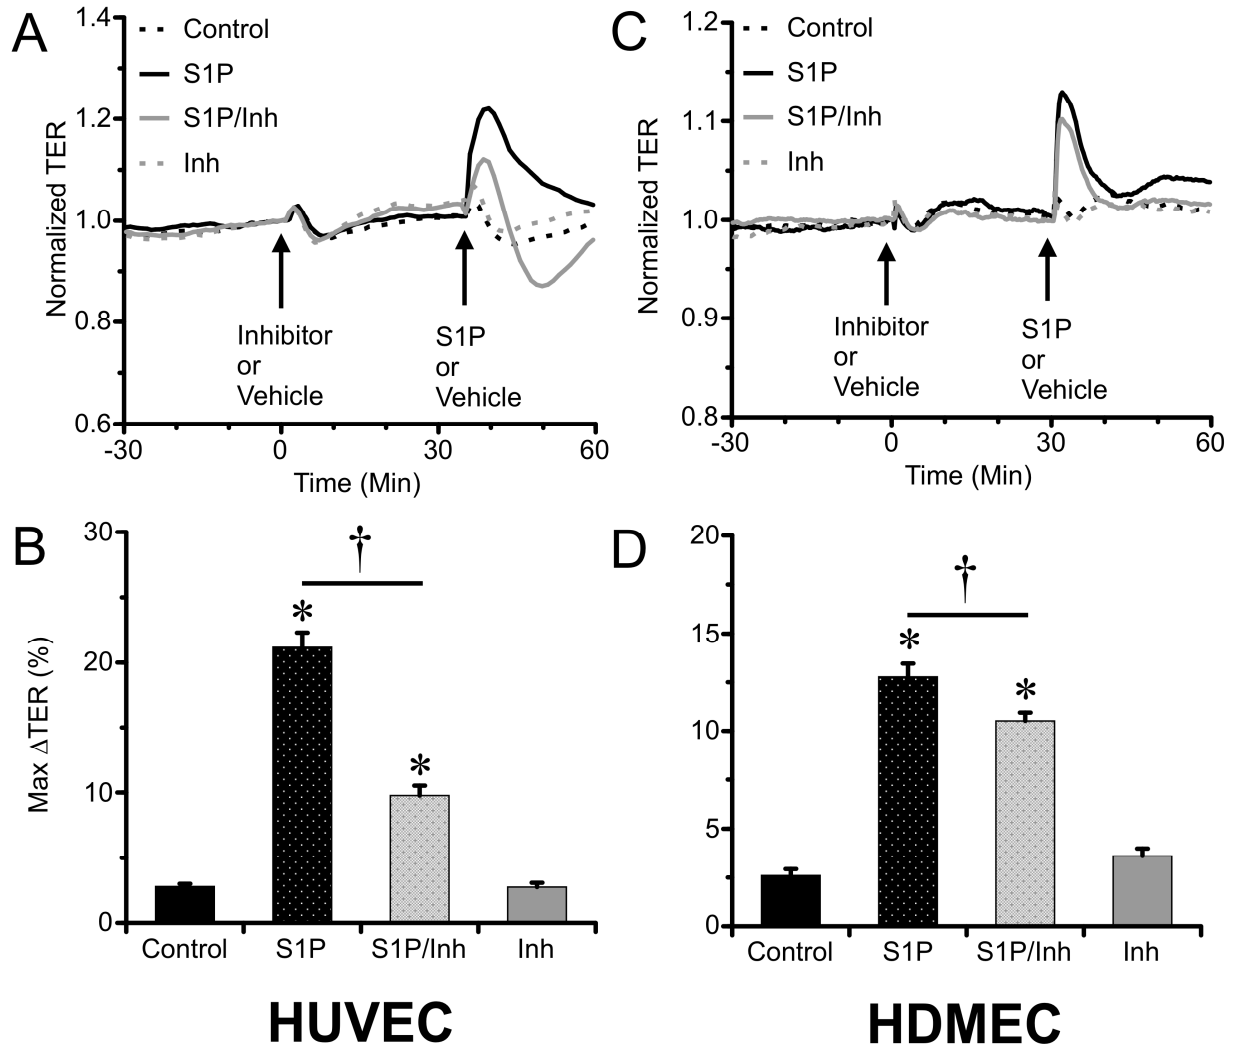 A
Normalized TER
1.4
1.2
1.0
0.8
0.6
Control
S1P
S1P/Inh
Inh
Inhibitor
or
Vehicle
S1P
or
Vehicle
-30
0
30
60
Time (Min)
C
Normalized TER
1.2
1.1
1.0
0.9
0.8
Control
S1P
S1P/Inh
Inh
Inhibitor
or
Vehicle
S1P
or
Vehicle
-30
0
30
60
Time (Min)
B
Max ΔTER (%)
30
20
10
0
†
*
*
Control
S1P
S1P/Inh
Inh
HUVEC
D
20
15
10
5
0
†
*
*
Control
S1P
S1P/Inh
Inh
HDMEC